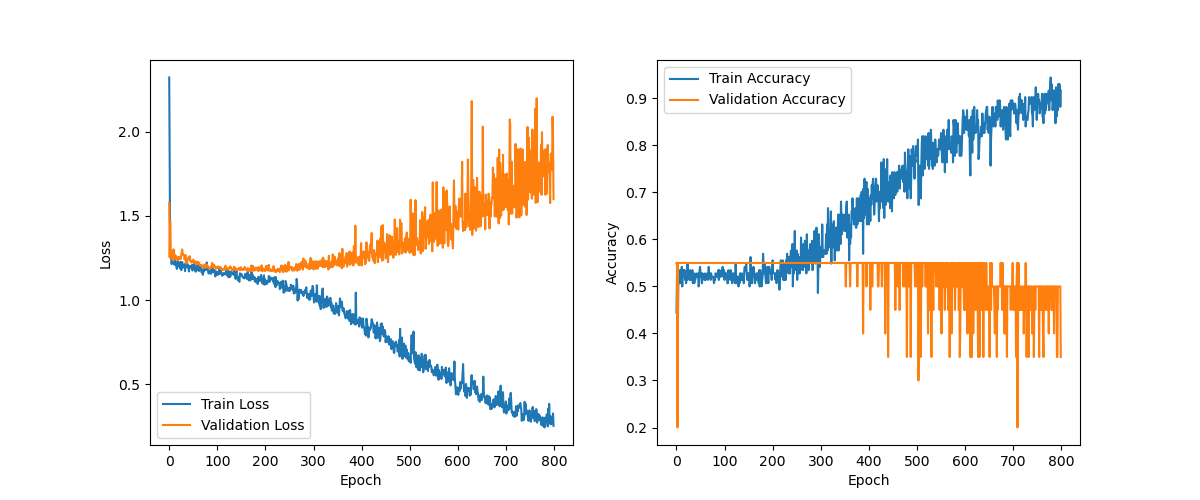 2.0
1.5
1.0
0.5
Loss
Train Loss
Validation Loss
0 100 200 300 400 500 600 700 800
Epoch
Train Accuracy
Validation Accuracy
0.9
0.8
0.7
0.6
0.5
0.4
0.3
0.2
Accuracy
0 100 200 300 400 500 600 700 800
Epoch